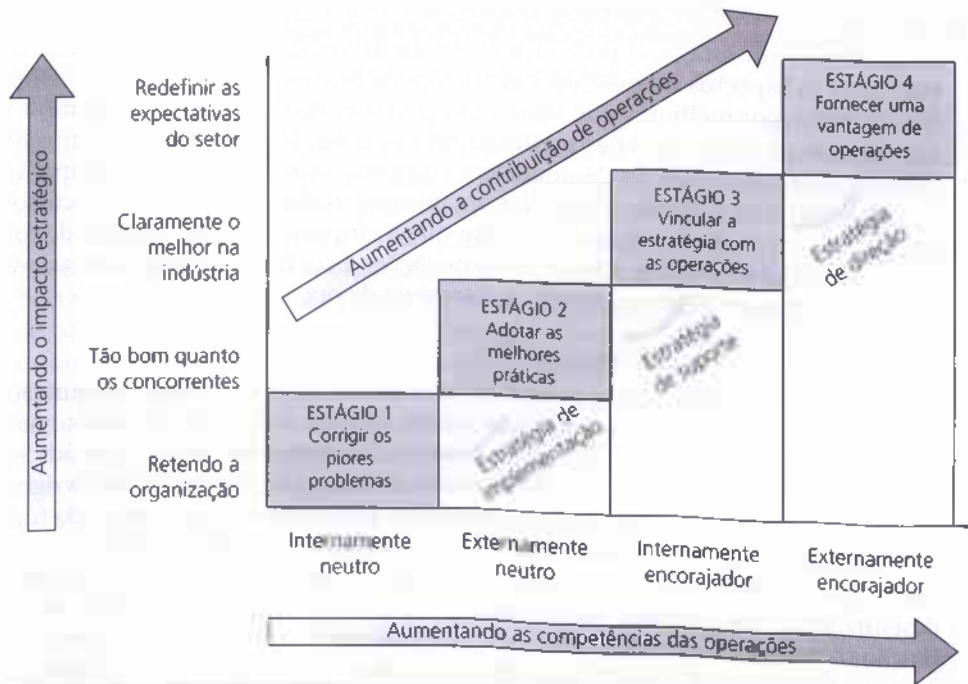 Aumentando o impacto estratégico
Redefinir as
expectativas
do setor
Claramente o
melhor na
indústria
Tão bom quanto
os concorrentes
Retendo a
organização
Aumentando a contribuição de operações
ESTÁGIO 1
Corrigir os
piores
problemas
ESTÁGIO 2
Adotar as
melhores
práticas
ESTÁGIO 3
Vincular a
estratégia com
as operações
ESTÁGIO 4
Fornecer uma
vantagem de
operações
Estratégia de
implementação
Estratégia
de suporte
Estratégia
de direção
Internamente
neutro
Externamente
neutro
Internamente
encorajador
Externamente
encorajador
Aumentando as competências das operações